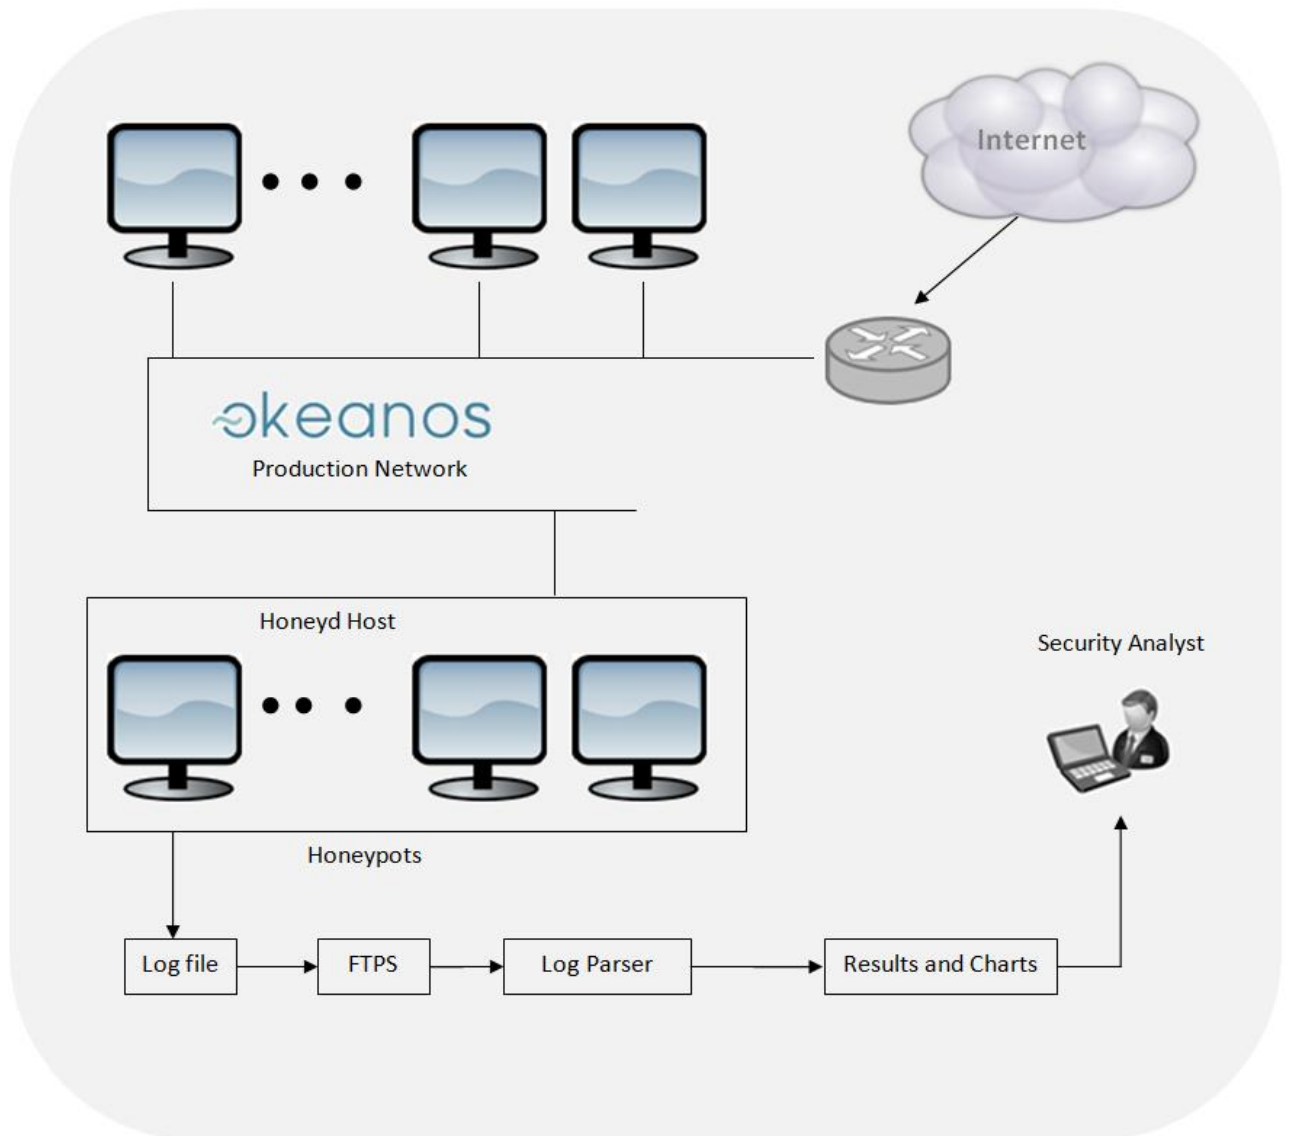 Internet
okeanos
Production Network
Honeyd Host
Security Analyst
Honeypots
Log file
FTPS
Log Parser
Results and Charts